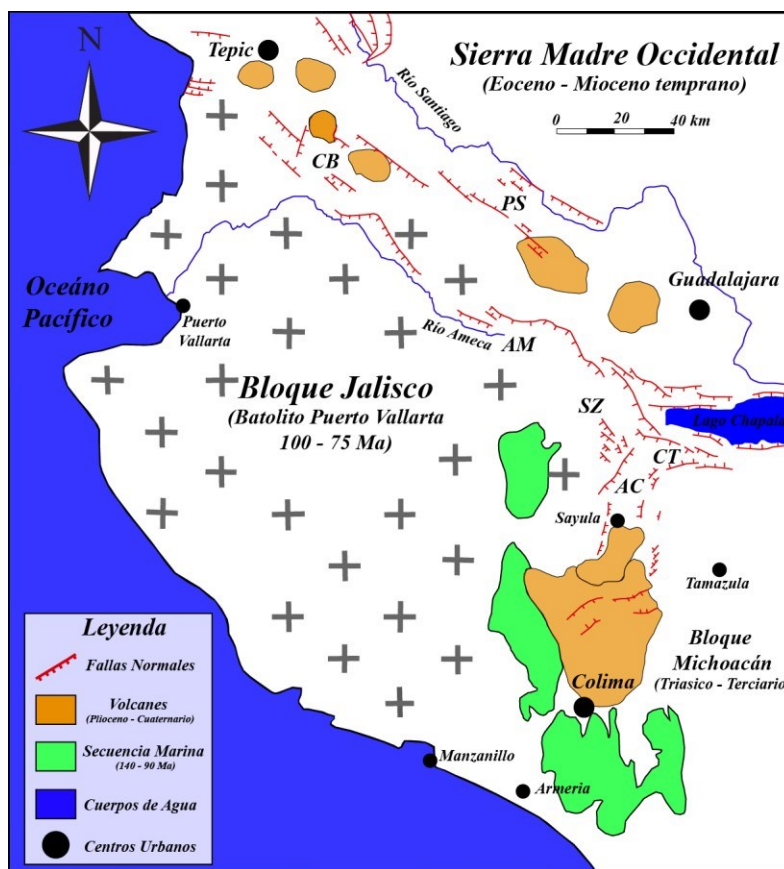 N
Tepic
Sierra Madre Occidental
(Eoceno - Mioceno temprano)
0 20 40 km
Río Santiago
CB
PS
Oceáno
Pacífico
Puerto
Vallarta
Guadalajara
Río Ameca
AM
Bloque Jalisco
(Batolito Puerto Vallarta
100 - 75 Ma)
SZ
Lago Chapala
CT
AC
Sayula
Tamazula
Bloque
Michoacán
(Triasico - Terciario)
Colima
Manzanillo
Armeria
Leyenda
Fallas Normales
Volcanes
(Plioceno - Cuaternario)
Secuencia Marina
(140 - 90 Ma)
Cuerpos de Agua
Centros Urbanos